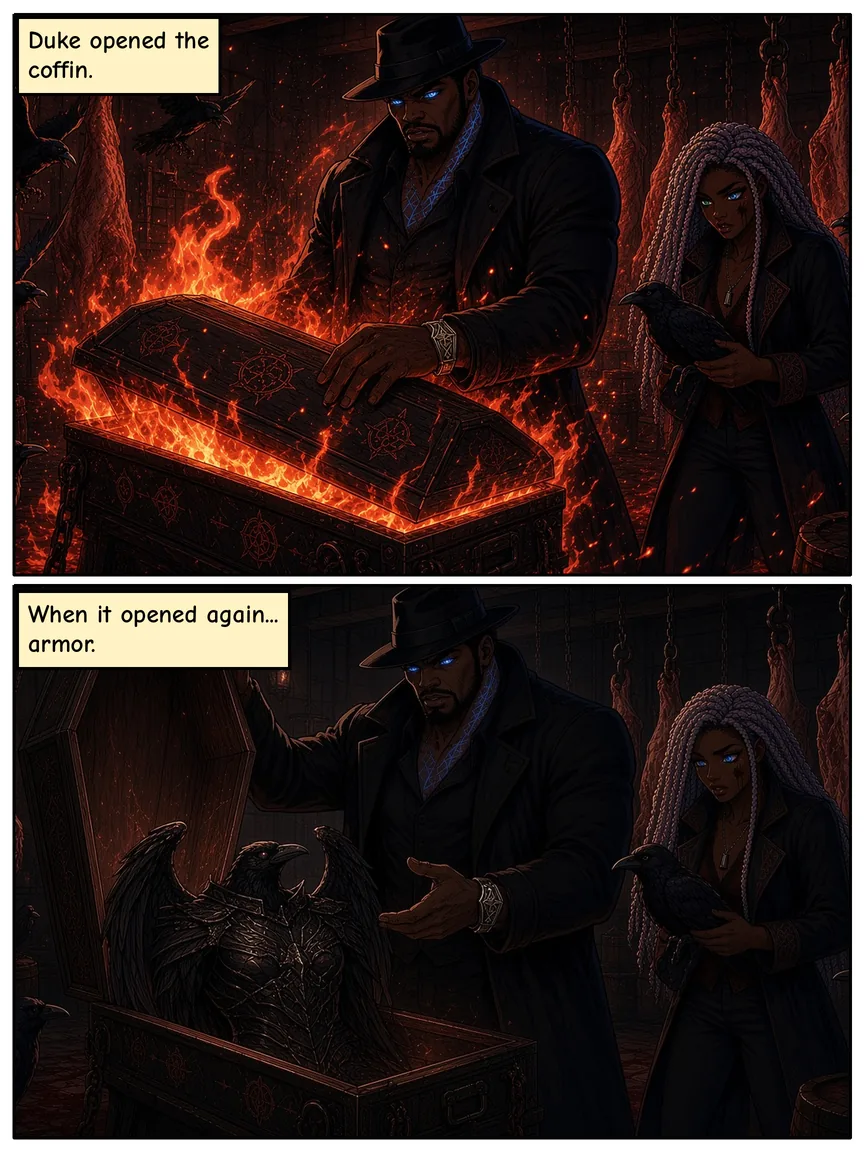 Duke opened the
coffin.
When it opened again...
armor.